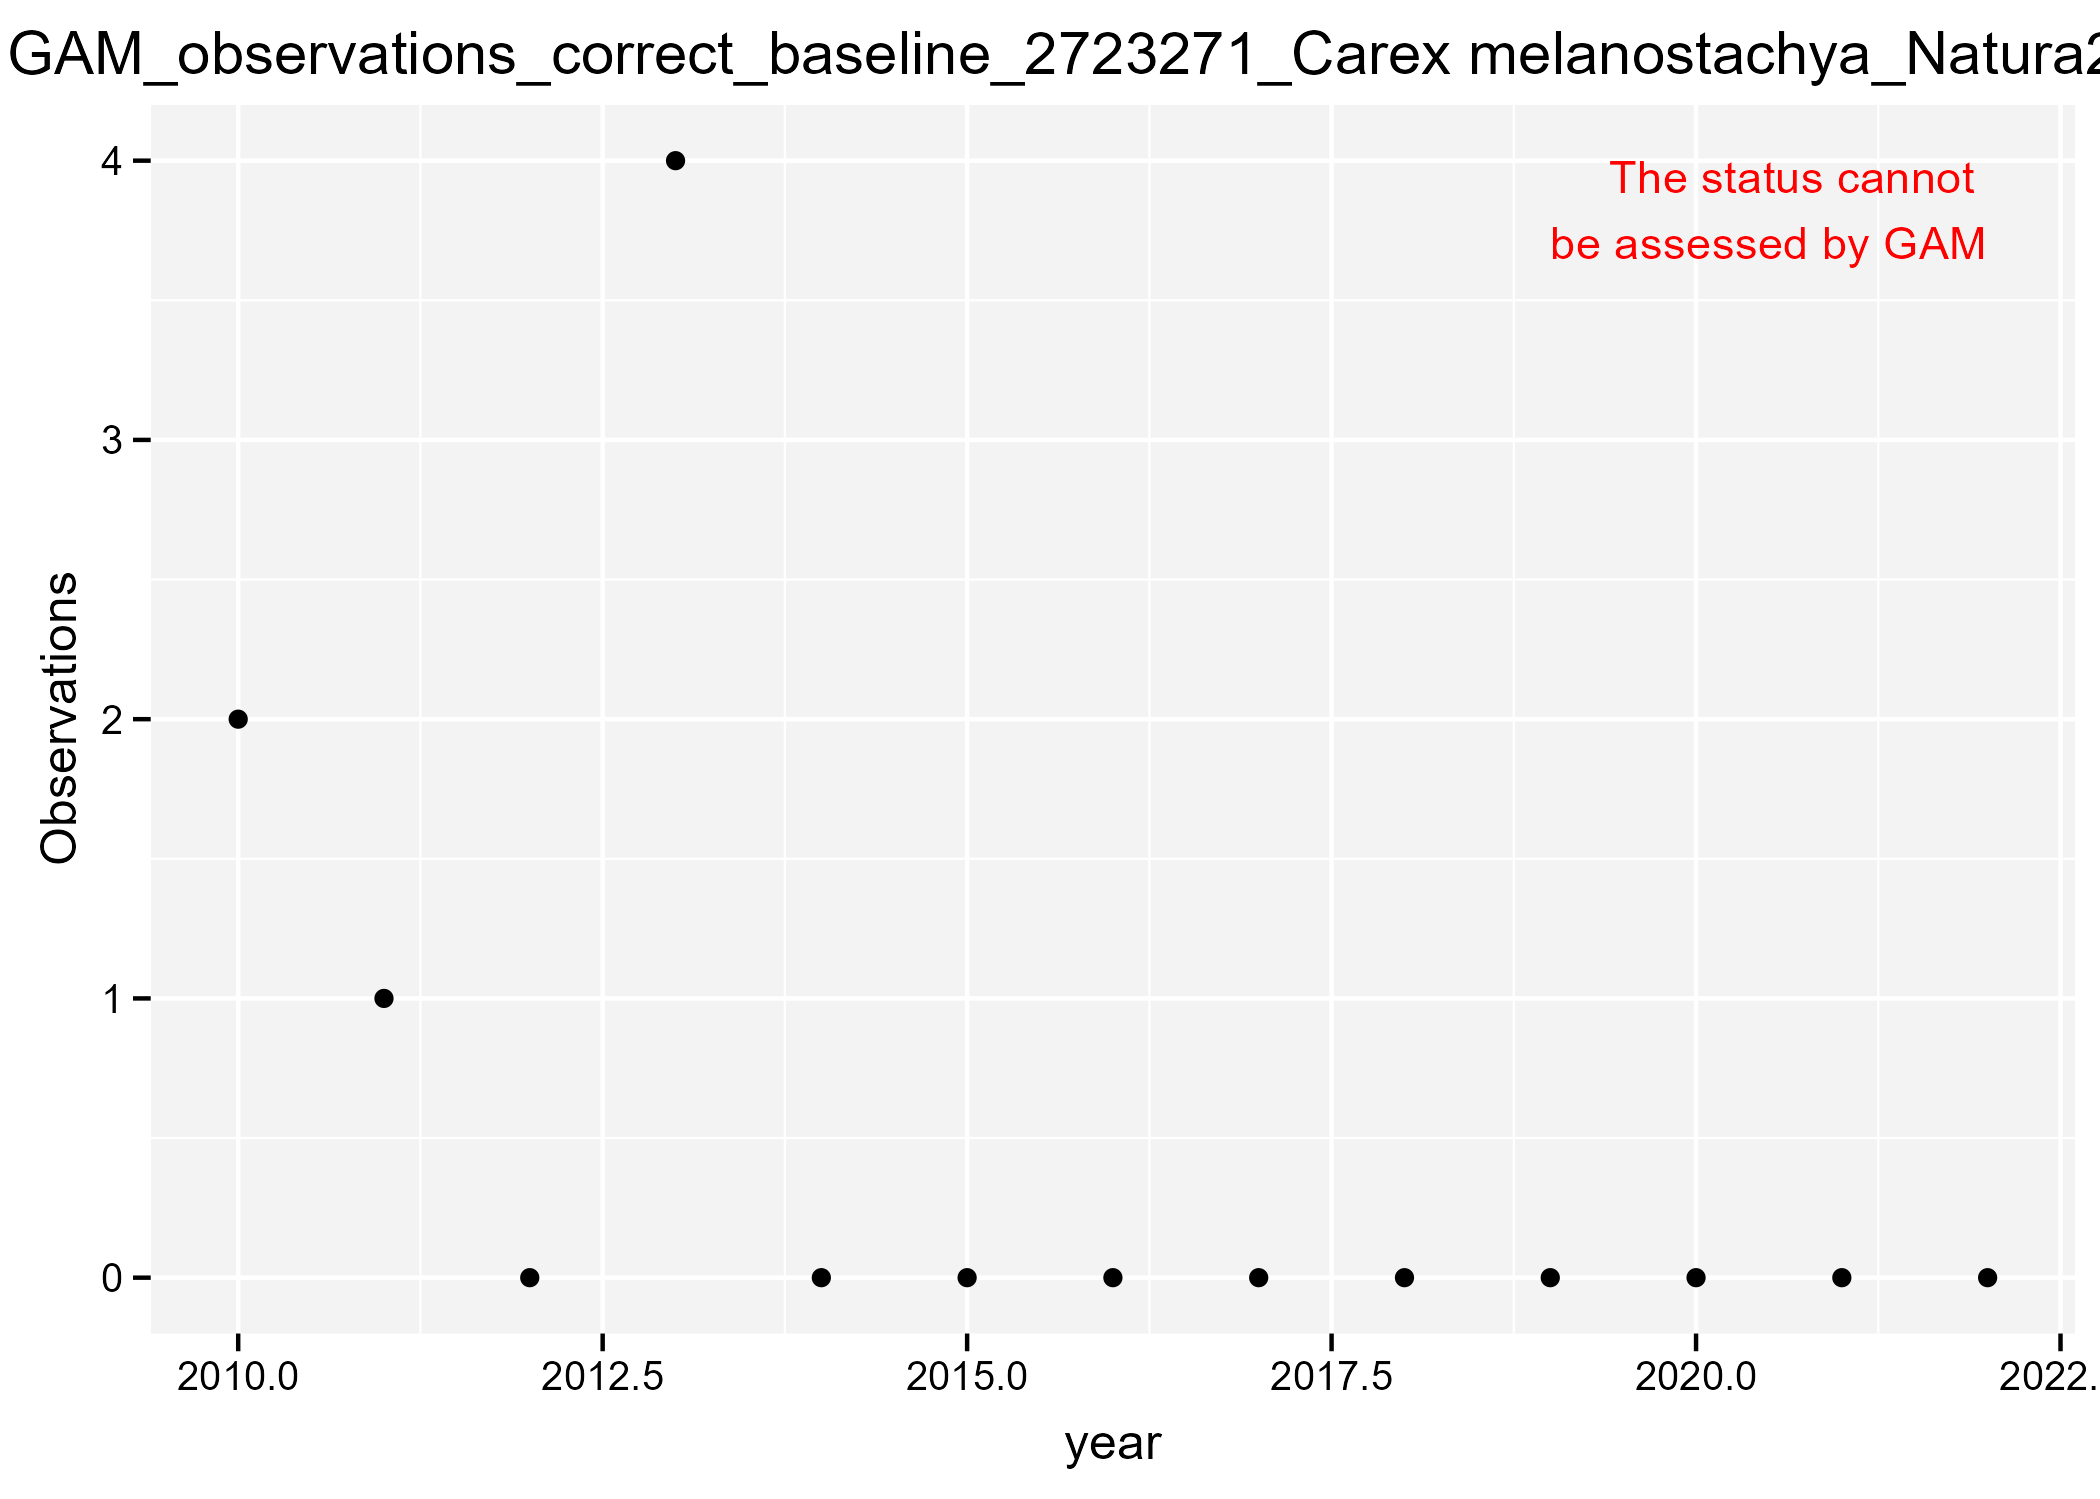 GAM_observations_correct_baseline_2723271_Carex melanostachya_Natura2
The status cannot
be assessed by GAM
4
3
2
1
0
Observations
2010.0 2012.5 2015.0 2017.5 2020.0 2022.
year